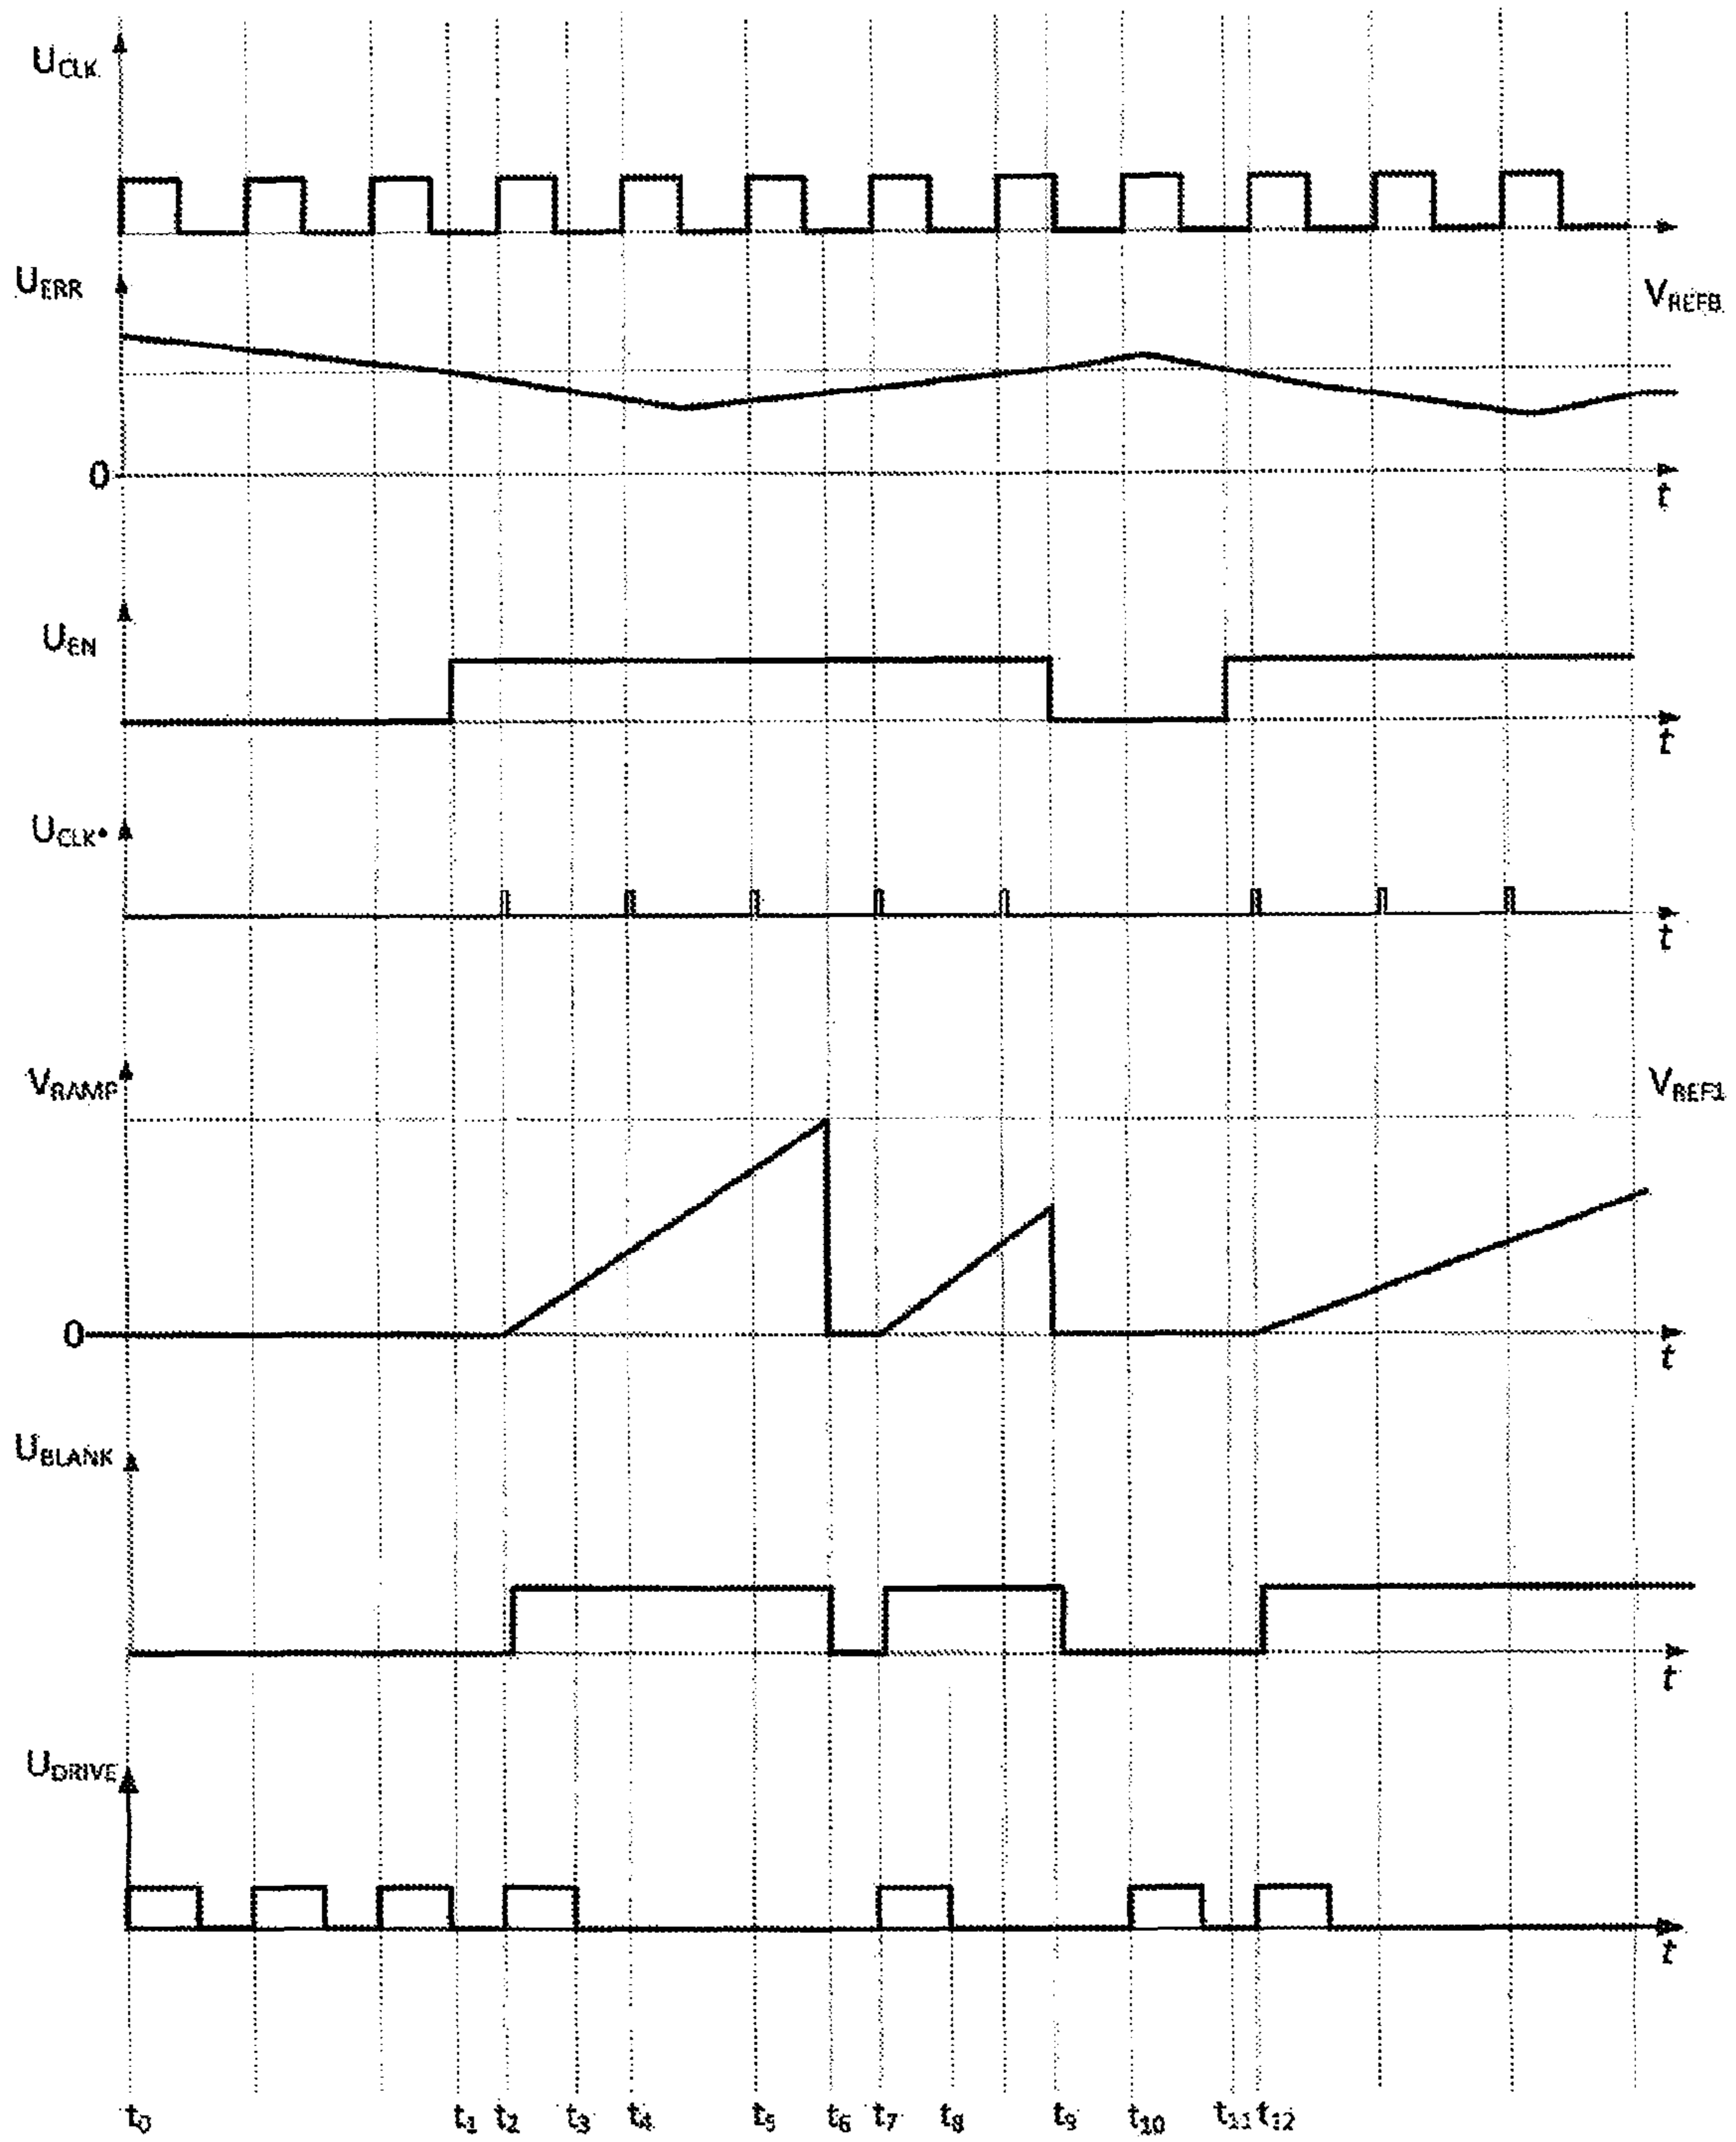 UCLK
UERR
VREFB
0
t
UEN
t
UCLK*
t
VRAMP
VREF1
0
t
UBLANK
t
UDRIVE
t
t0 t1 t2 t3 t4 t5 t6 t7 t8 t9 t10 t11 t12